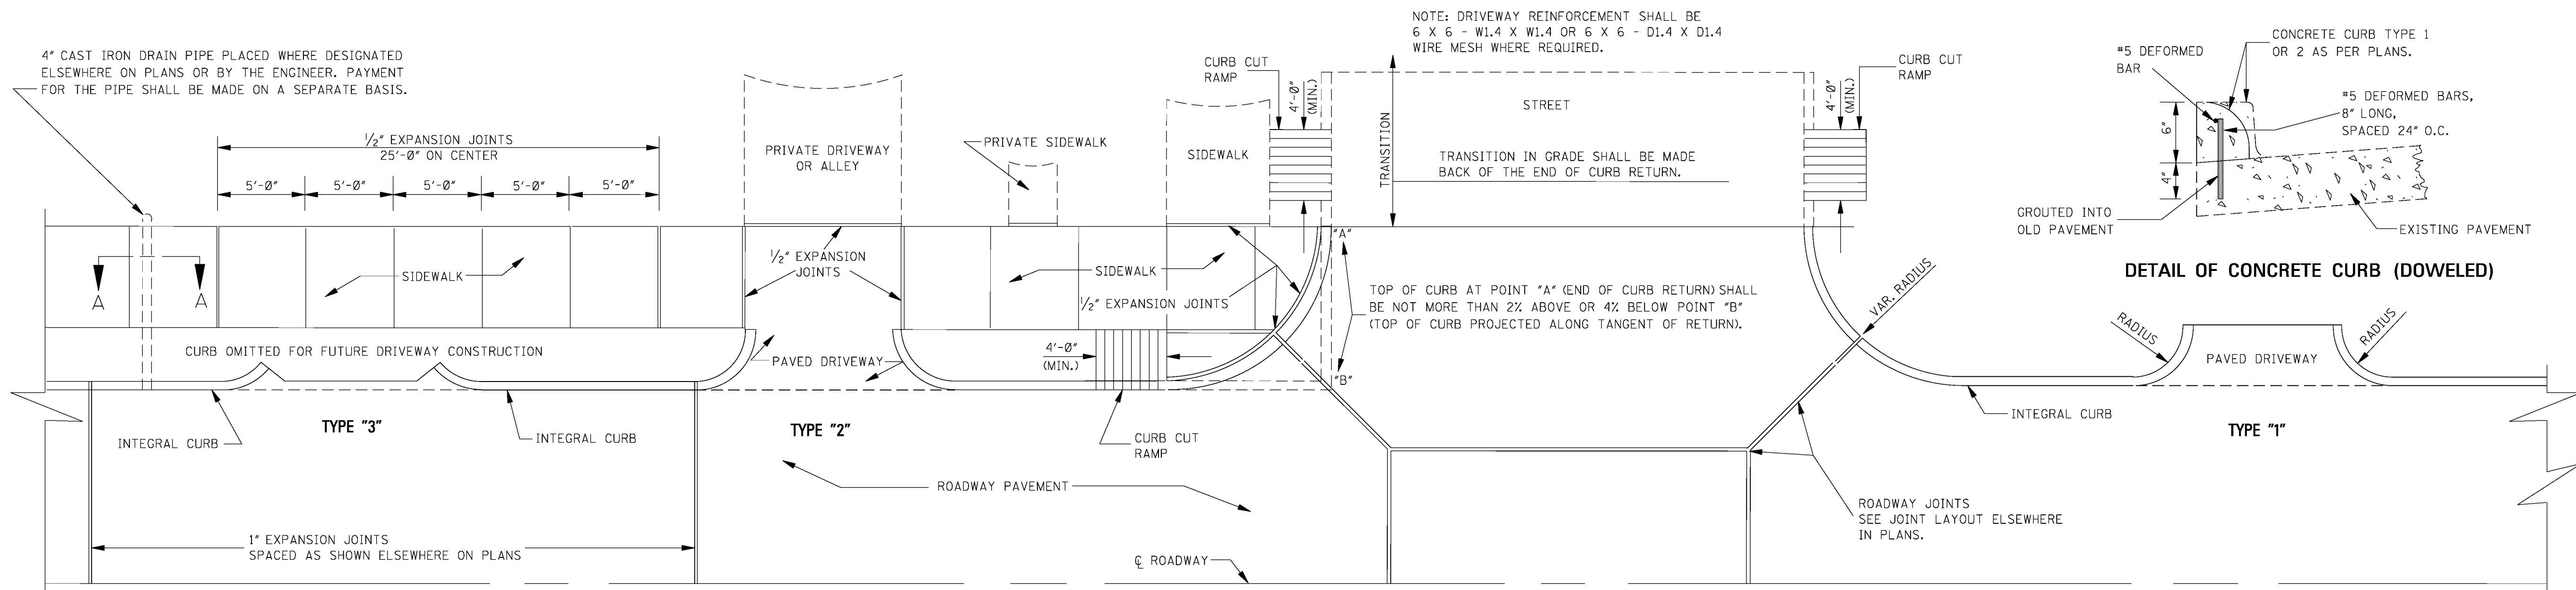 NOTE: DRIVEWAY REINFORCEMENT SHALL BE
6 X 6 - W1.4 X W1.4 OR 6 X 6 - D1.4 X D1.4
WIRE MESH WHERE REQUIRED.
4" CAST IRON DRAIN PIPE PLACED WHERE DESIGNATED
ELSEWHERE ON PLANS OR BY THE ENGINEER. PAYMENT
FOR THE PIPE SHALL BE MADE ON A SEPARATE BASIS.
1/2" EXPANSION JOINTS
25'-0" ON CENTER
5'-0"
5'-0"
5'-0"
5'-0"
5'-0"
PRIVATE DRIVEWAY
OR ALLEY
PRIVATE SIDEWALK
SIDEWALK
CURB CUT
RAMP
4'-0"
(MIN.)
TRANSITION
STREET
TRANSITION IN GRADE SHALL BE MADE
BACK OF THE END OF CURB RETURN.
4'-0"
(MIN.)
CURB CUT
RAMP
#5 DEFORMED
BAR
CONCRETE CURB TYPE 1
OR 2 AS PER PLANS.
#5 DEFORMED BARS,
8" LONG,
SPACED 24" O.C.
6"
4"
GROUTED INTO
OLD PAVEMENT
EXISTING PAVEMENT
DETAIL OF CONCRETE CURB (DOWELED)
A
A
SIDEWALK
1/2" EXPANSION
JOINTS
SIDEWALK
1/2" EXPANSION JOINTS
"A"
TOP OF CURB AT POINT "A" (END OF CURB RETURN) SHALL
BE NOT MORE THAN 2% ABOVE OR 4% BELOW POINT "B"
(TOP OF CURB PROJECTED ALONG TANGENT OF RETURN).
"B"
VAR. RADIUS
RADIUS
RADIUS
PAVED DRIVEWAY
CURB OMITTED FOR FUTURE DRIVEWAY CONSTRUCTION
PAVED DRIVEWAY
4'-0"
(MIN.)
INTEGRAL CURB
TYPE "3"
INTEGRAL CURB
TYPE "2"
CURB CUT
RAMP
INTEGRAL CURB
TYPE "1"
ROADWAY PAVEMENT
ROADWAY JOINTS
SEE JOINT LAYOUT ELSEWHERE
IN PLANS.
1" EXPANSION JOINTS
SPACED AS SHOWN ELSEWHERE ON PLANS
℄ ROADWAY